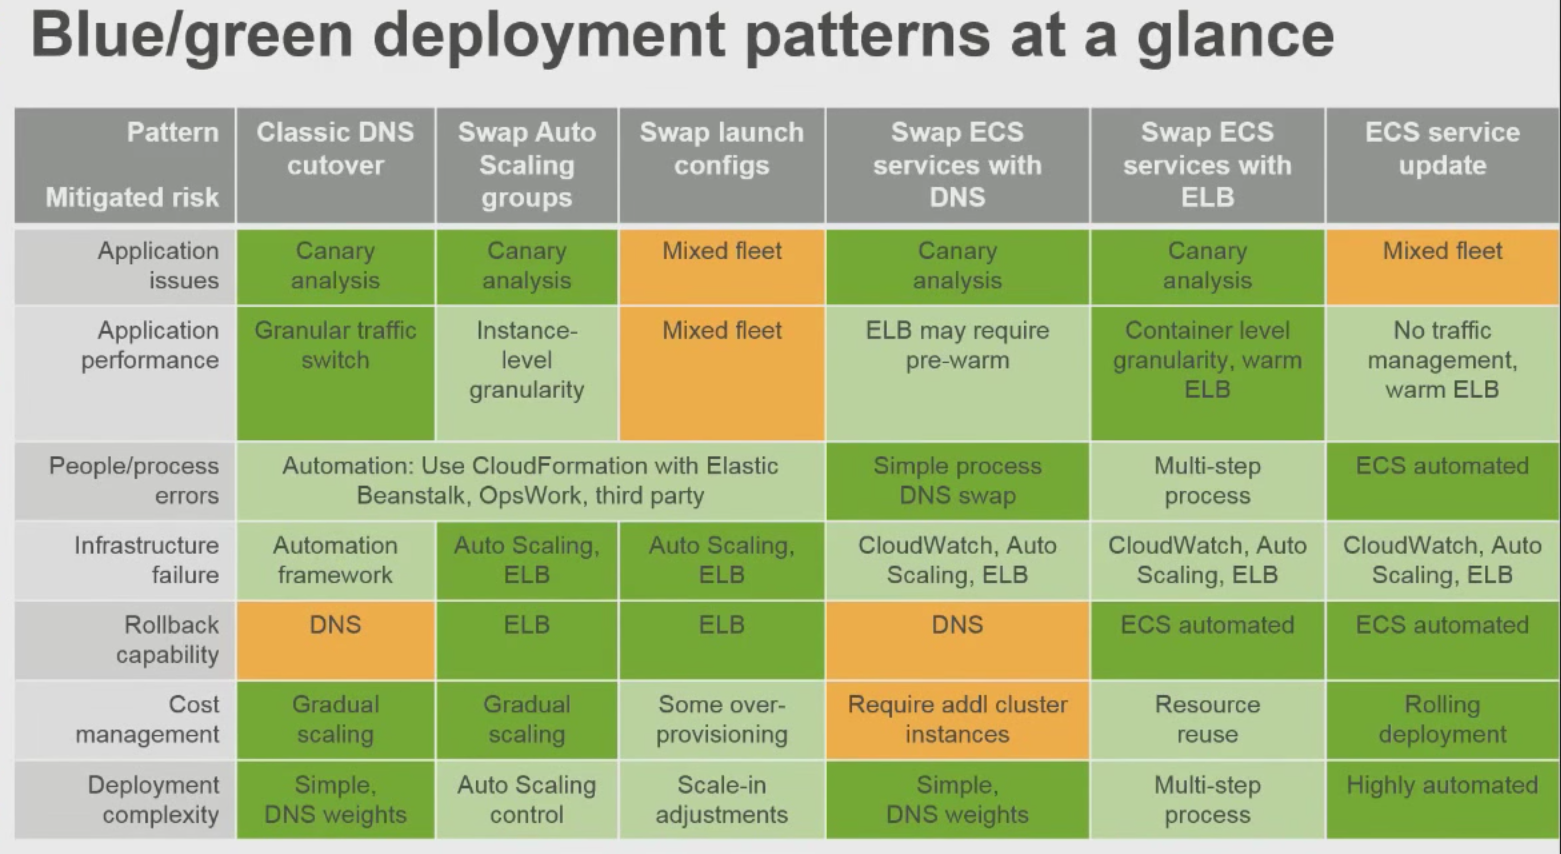 Blue/green deployment patterns at a glance
Pattern
Mitigated risk
Classic DNS
cutover
Swap Auto
Scaling
groups
Swap launch
configs
Swap ECS
services with
DNS
Swap ECS
services with
ELB
ECS service
update
Application
issues
Canary
analysis
Canary
analysis
Mixed fleet
Canary
analysis
Canary
analysis
Mixed fleet
Application
performance
Granular traffic
switch
Instance-
level
granularity
Mixed fleet
ELB may require
pre-warm
Container level
granularity, warm
ELB
No traffic
management,
warm ELB
People/process
errors
Automation: Use CloudFormation with Elastic
Beanstalk, OpsWork, third party
Simple process
DNS swap
Multi-step
process
ECS automated
Infrastructure
failure
Automation
framework
Auto Scaling,
ELB
Auto Scaling,
ELB
CloudWatch, Auto
Scaling, ELB
CloudWatch, Auto
Scaling, ELB
CloudWatch, Auto
Scaling, ELB
Rollback
capability
DNS
ELB
ELB
DNS
ECS automated
ECS automated
Cost
management
Gradual
scaling
Gradual
scaling
Some over-
provisioning
Require addl cluster
instances
Resource
reuse
Rolling
deployment
Deployment
complexity
Simple,
DNS weights
Auto Scaling
control
Scale-in
adjustments
Simple,
DNS weights
Multi-step
process
Highly automated